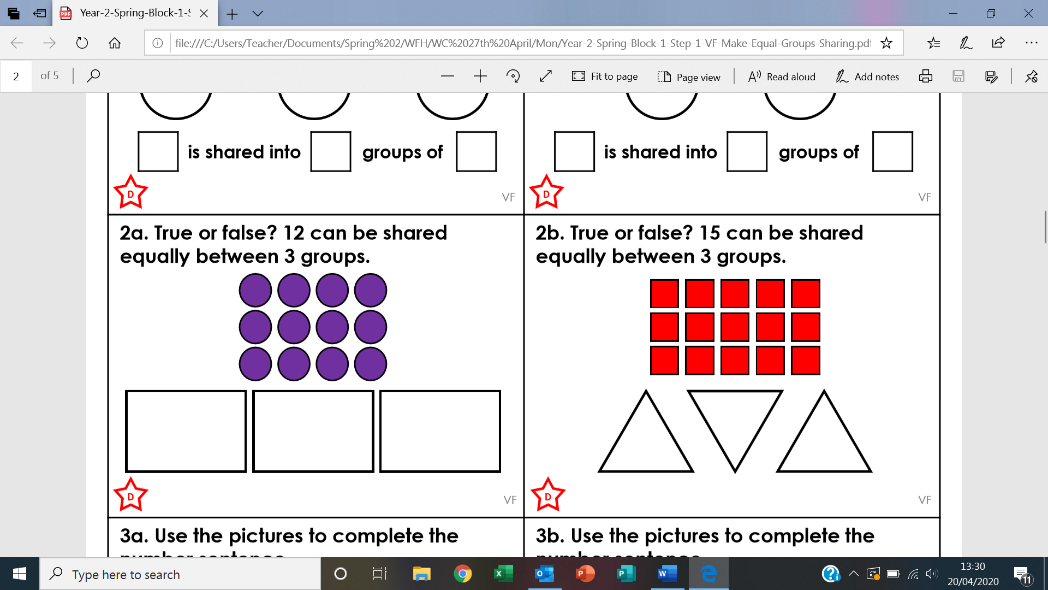 Year-2-Spring-Block-1-S
2 of 5
file:///C:/Users/Teacher/Documents/Spring%202/WFH/WC%2027th%20April/Mon/Year 2 Spring Block 1 Step 1 VF Make Equal Groups Sharing.pdf
Fit to page
Page view
Read aloud
Add notes
is shared into groups of
D
VF
is shared into groups of
D
VF
2a. True or false? 12 can be shared
equally between 3 groups.
D
VF
2b. True or false? 15 can be shared
equally between 3 groups.
D
VF
3a. Use the pictures to complete the
number sentence
3b. Use the pictures to complete the
number sentence
Type here to search
13:30
20/04/2020
11